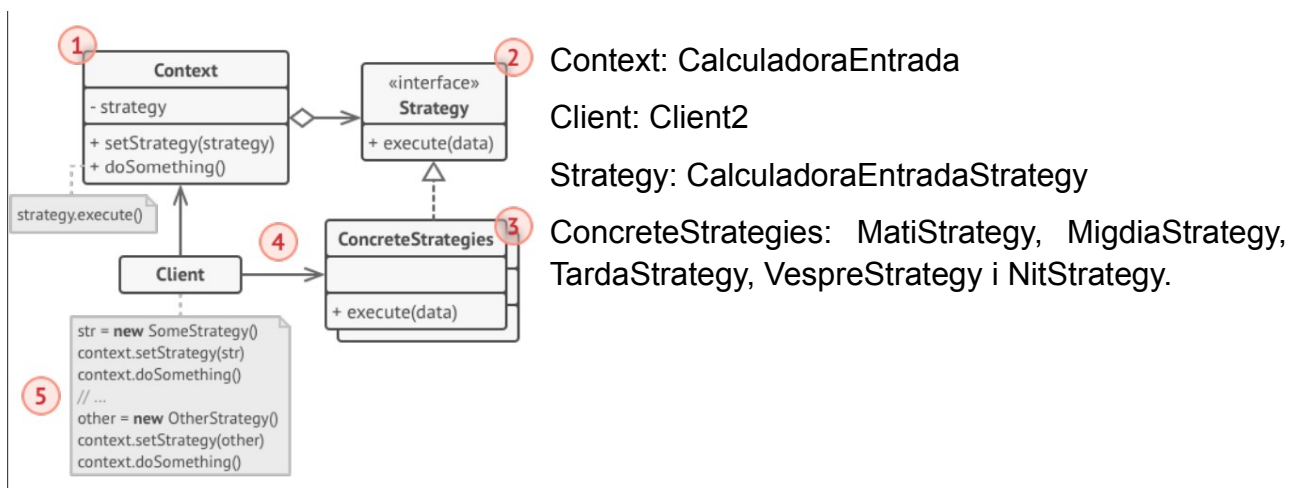 1
Context
- strategy
+ setStrategy(strategy)
+ doSomething()
strategy.execute()
2
«interface»
Strategy
+ execute(data)
3
ConcreteStrategies
+ execute(data)
4
Client
5
str = new SomeStrategy()
context.setStrategy(str)
context.doSomething()
// ...
other = new OtherStrategy()
context.setStrategy(other)
context.doSomething()
Context: CalculadoraEntrada
Client: Client2
Strategy: CalculadoraEntradaStrategy
ConcreteStrategies: MatiStrategy, MigdiaStrategy,
TardaStrategy, VespreStrategy i NitStrategy.